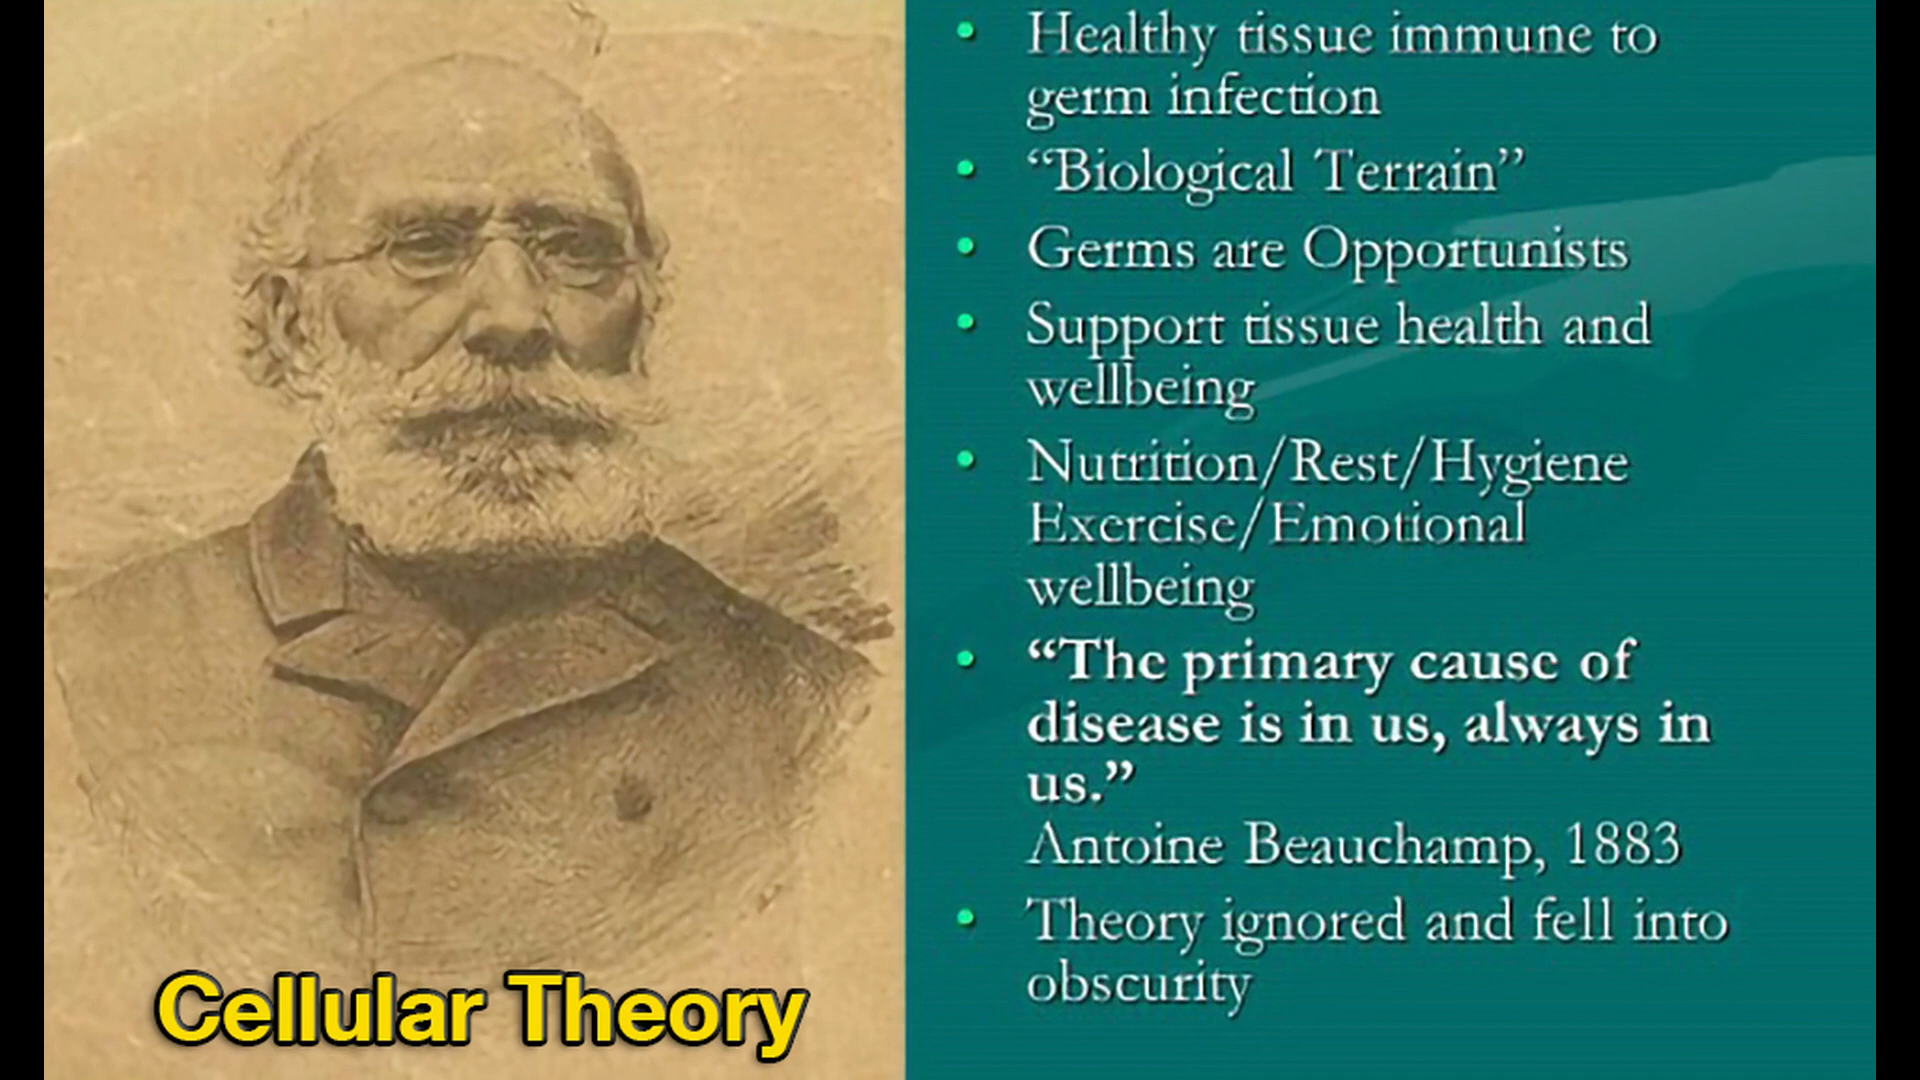 Healthy tissue immune to
germ infection
“Biological Terrain”
Germs are Opportunists
Support tissue health and
wellbeing
Nutrition/Rest/Hygiene
Exercise/Emotional
wellbeing
“The primary cause of
disease is in us, always in
us.”
Antoine Beauchamp, 1883
Theory ignored and fell into
obscurity
Cellular Theory